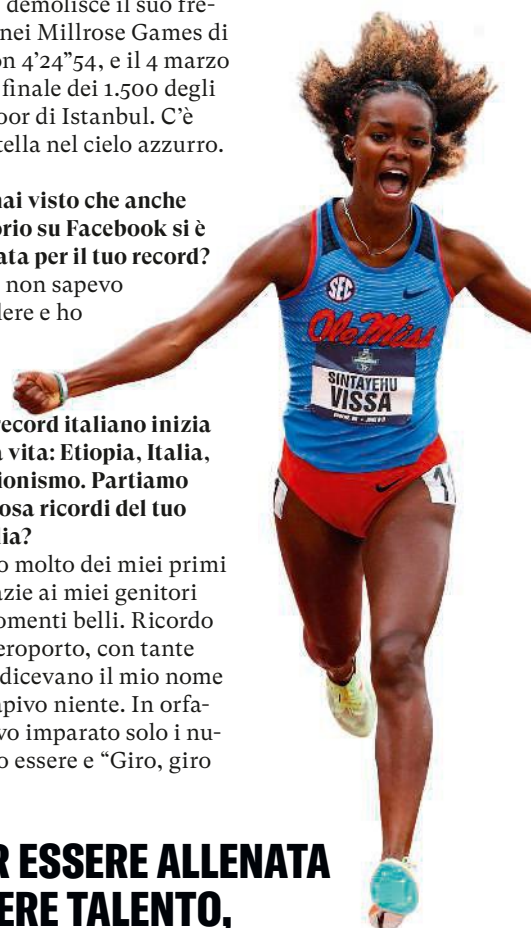 demolisce il suo fre-
nei Millrose Games di
on 4'24"54, e il 4 marzo
finale dei 1.500 degli
oor di Istanbul. C'è
tella nel cielo azzurro.
nai visto che anche
orio su Facebook si è
ata per il tuo record?
non sapevo
lere e ho
record italiano inizia
a vita: Etiopia, Italia,
ionismo. Partiamo
osa ricordi del tuo
lia?
o molto dei miei primi
azie ai miei genitori
omenti belli. Ricordo
eroporto, con tante
dicevano il mio nome
apivo niente. In orfa-
vo imparato solo i nu-
o essere e “Giro, giro
R ESSERE ALLENATA
ERE TALENTO,
SEC
Ole Miss
SINTAYEHU
VISSA